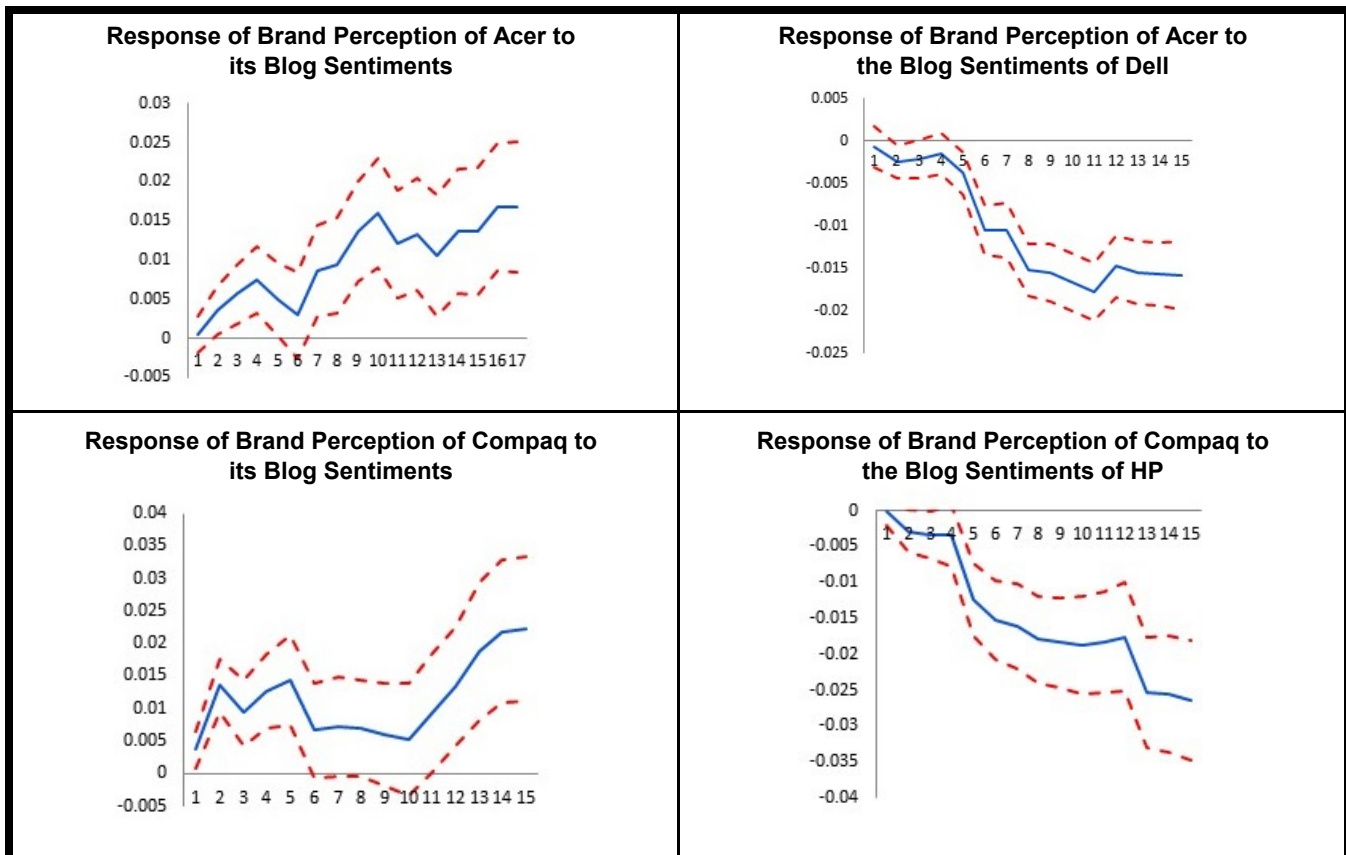 Response of Brand Perception of Acer to
its Blog Sentiments
0.03
0.025
0.02
0.015
0.01
0.005
0
-0.005
1 2 3 4 5 6 7 8 9 10 11 12 13 14 15 16 17
Response of Brand Perception of Acer to
the Blog Sentiments of Dell
0.005
0
1 2 3 4 5 6 7 8 9 10 11 12 13 14 15
-0.005
-0.01
-0.015
-0.02
-0.025
Response of Brand Perception of Compaq to
its Blog Sentiments
0.04
0.035
0.03
0.025
0.02
0.015
0.01
0.005
0
-0.005
1 2 3 4 5 6 7 8 9 10 11 12 13 14 15
Response of Brand Perception of Compaq to
the Blog Sentiments of HP
0
1 2 3 4 5 6 7 8 9 10 11 12 13 14 15
-0.005
-0.01
-0.015
-0.02
-0.025
-0.03
-0.035
-0.04